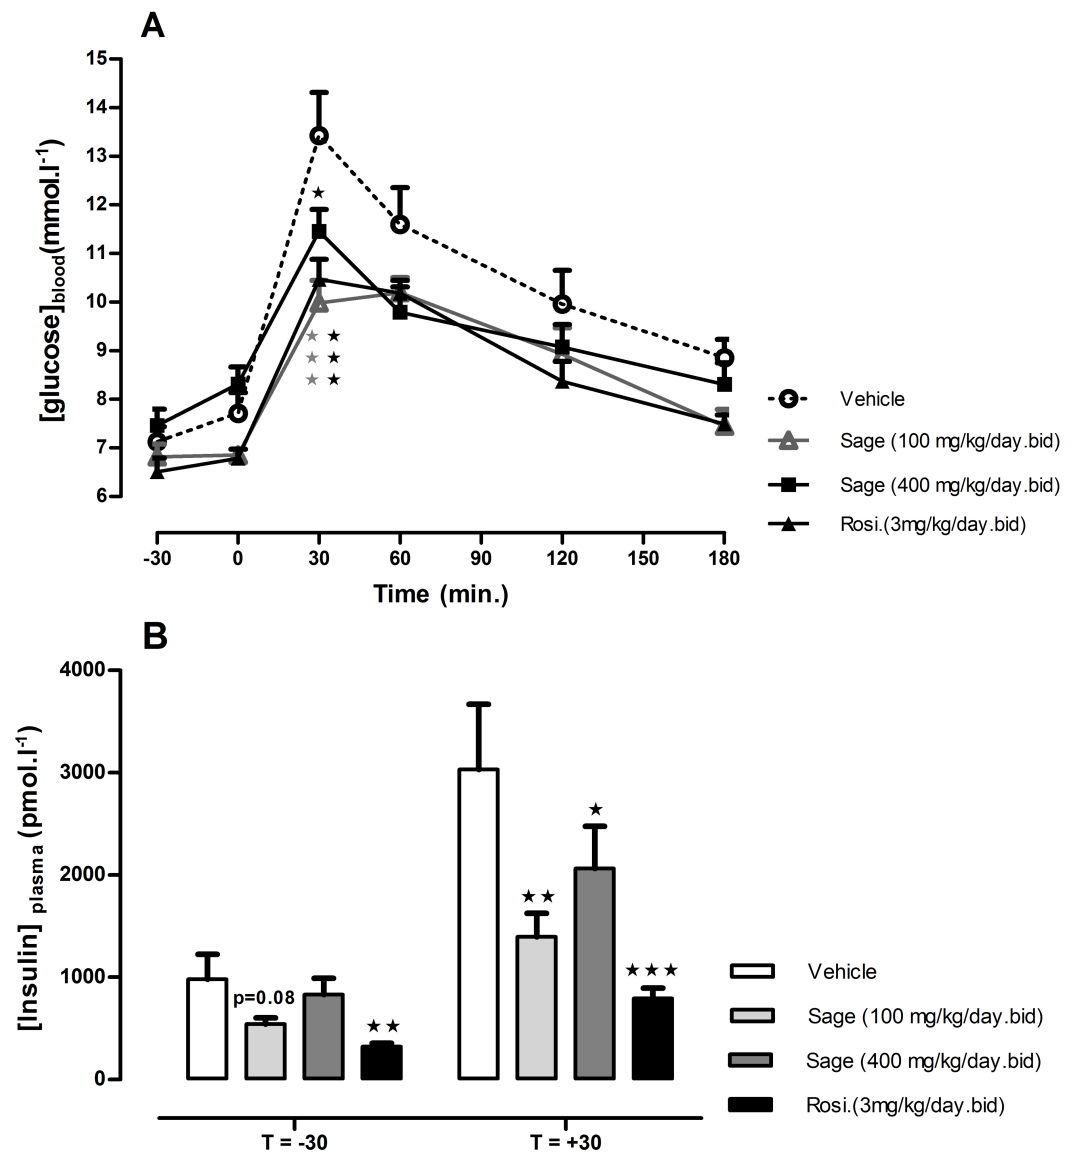 A
15
14
13
12
11
10
9
8
7
6
[glucose]blood(mmol.l-1)
★
★ ★
★ ★
★ ★
Vehicle
Sage (100 mg/kg/day.bid)
Sage (400 mg/kg/day.bid)
Rosi.(3mg/kg/day.bid)
-30 0 30 60 90 120 150 180
Time (min.)
B
4000
3000
2000
1000
0
[Insulin] plasma (pmol.l-1)
p=0.08
★★
★★
★
★★★
Vehicle
Sage (100 mg/kg/day.bid)
Sage (400 mg/kg/day.bid)
Rosi.(3mg/kg/day.bid)
T = -30 T = +30